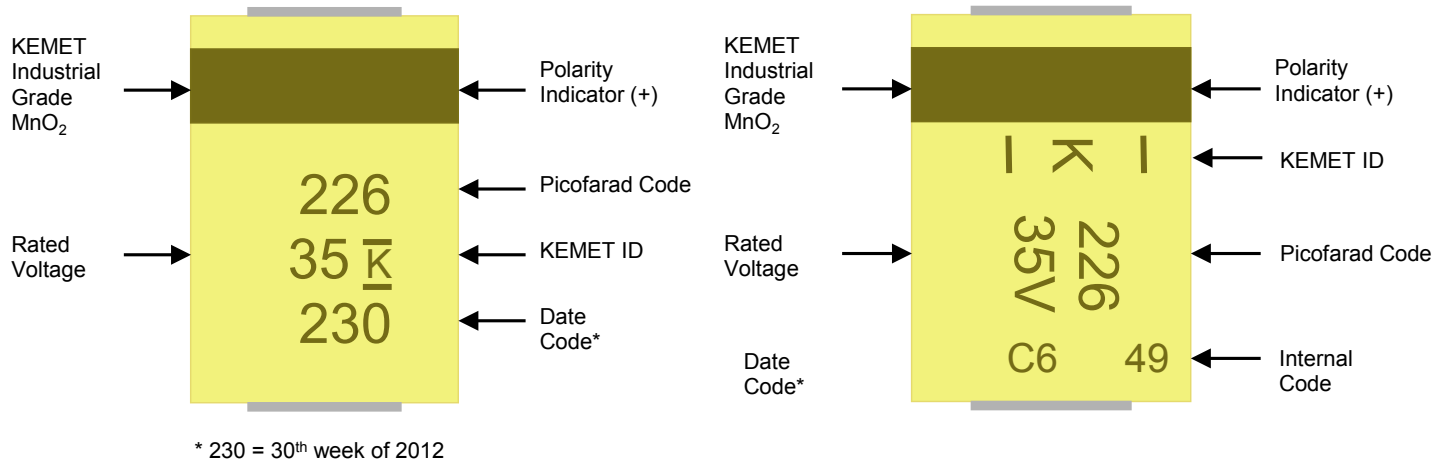 KEMET
Industrial
Grade
MnO₂
Polarity
Indicator (+)
226
Picofarad Code
Rated
Voltage
35 K
KEMET ID
230
Date
Code*
* 230 = 30th week of 2012
KEMET
Industrial
Grade
MnO₂
Polarity
Indicator (+)
K
KEMET ID
Rated
Voltage
226
35V
Picofarad Code
Date
Code*
C6 49
Internal
Code